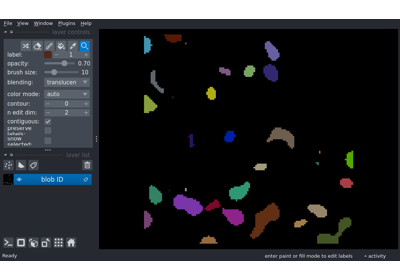 File View Window Plugins Help
layer controls
label: 1
opacity: 0.70
brush size: 10
blending: translucen
color mode: auto
contour: 0
n edit dim: 2
contiguous:
preserve
labels:
show
selected:
layer list
blob ID
Ready
enter paint or fill mode to edit labels
activity